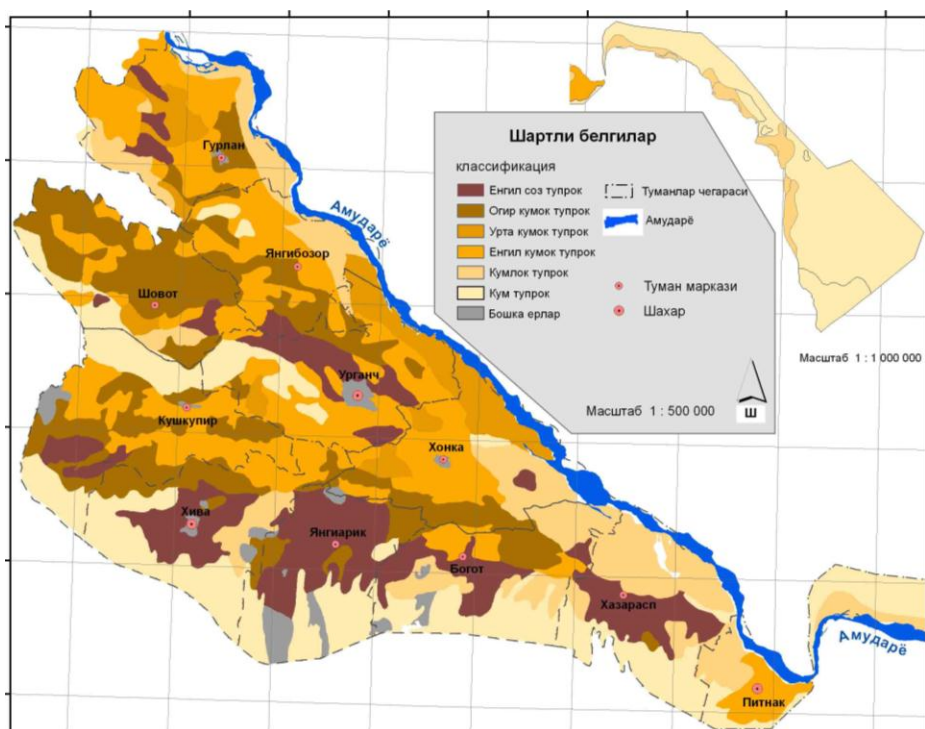 Гурлан
Амударё
Янгибозор
Шовот
Урганч
Кушкупир
Хонка
Хива
Янгиарик
Богот
Хазарасп
Питнак
Амударё
Шартли белгилар
классификация
Енгил соз тупрок
Огир кумок тупрок
Урта кумок тупрок
Енгил кумок тупрок
Кумлок тупрок
Кум тупрок
Бошка ерлар
Туманлар чегараси
Амударё
Туман маркази
Шахар
Масштаб 1 : 500 000
Ш
Масштаб 1 : 1 000 000